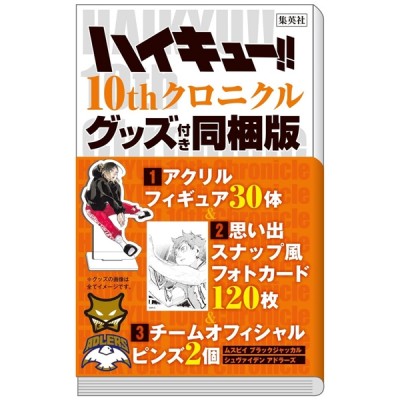 集英社
ハイキュー!!
10thクロニクル
グッズ付き同梱版
1 アクリル
フィギュア30体
&
2 思い出
スナップ風
フォトカード
120枚
&
3 チームオフィシャル
ピンズ2個
ムスビイ ブラックジャッカル
シュヴァイデン アドラーズ
※グッズの画像は
全てイメージです。
ADLERS